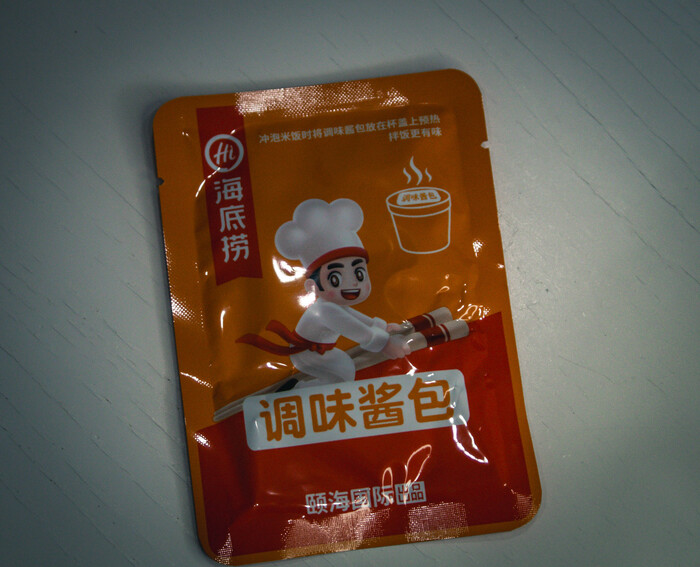 冲泡米饭时将调味酱包放在杯盖上预热
拌饭更有味
Hi
海底捞
调味酱包
调味酱包
颐海国际出品